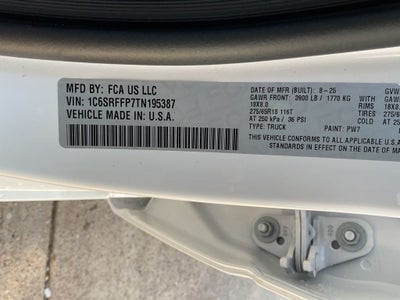 MFD BY: FCA US LLC
VIN: 1C6SRFFP7TN195387
VEHICLE MADE IN: U.S.A.
DATE OF MFR.(BUILT): 8-25
GAWR FRONT: 3900 LB / 1770 KG
18X8.0
275/65R18 116T
AT 250 kPa / 36 PSI
TYPE: TRUCK
PAINT: PW7
THIS VEHICLE CONFORMS TO ALL APPLICABLE U.S.A.
IN EFFECT ON THE DATE OF MA
GVW
GAWR
RIMS
18X8
TIRES
275/6
COLD
AT 25